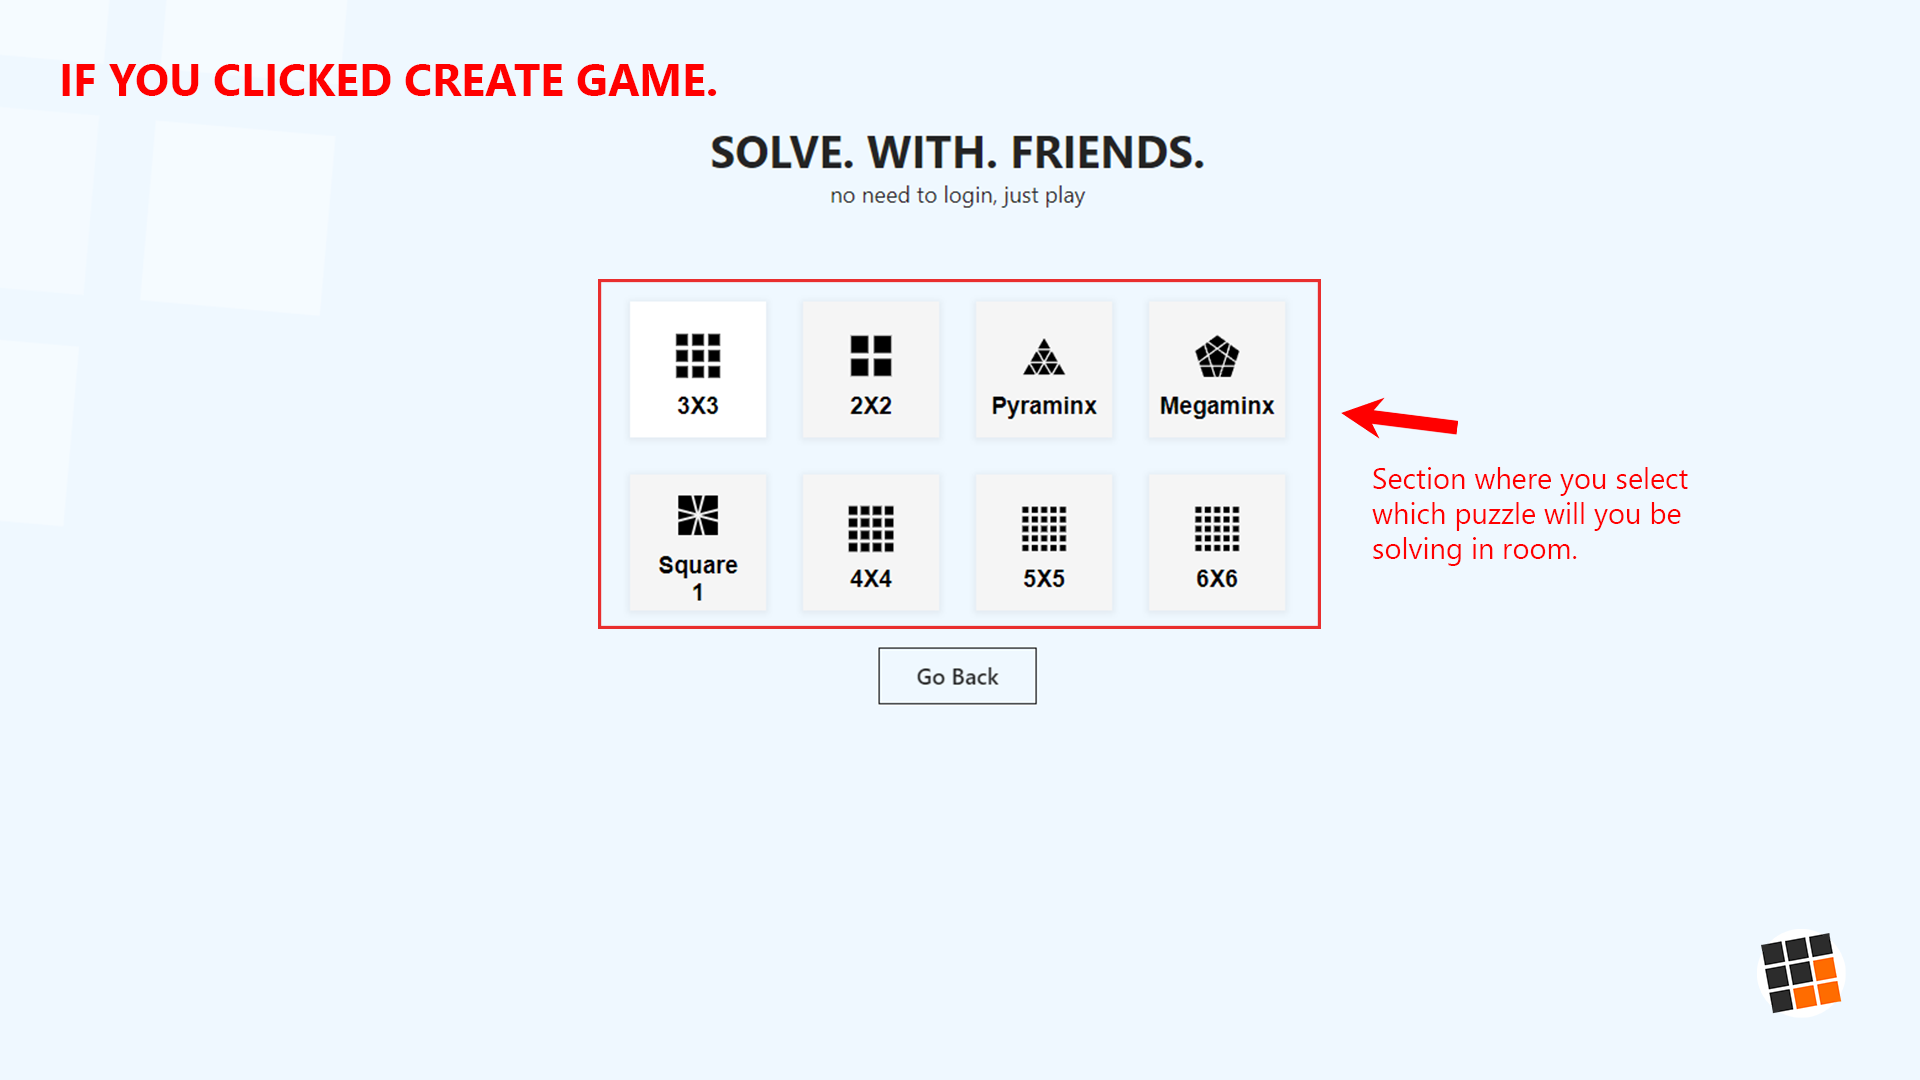 IF YOU CLICKED CREATE GAME.
SOLVE. WITH. FRIENDS.
no need to login, just play
3X3
2X2
Pyraminx
Megaminx
Square
1
4X4
5X5
6X6
Section where you select
which puzzle will you be
solving in room.
Go Back